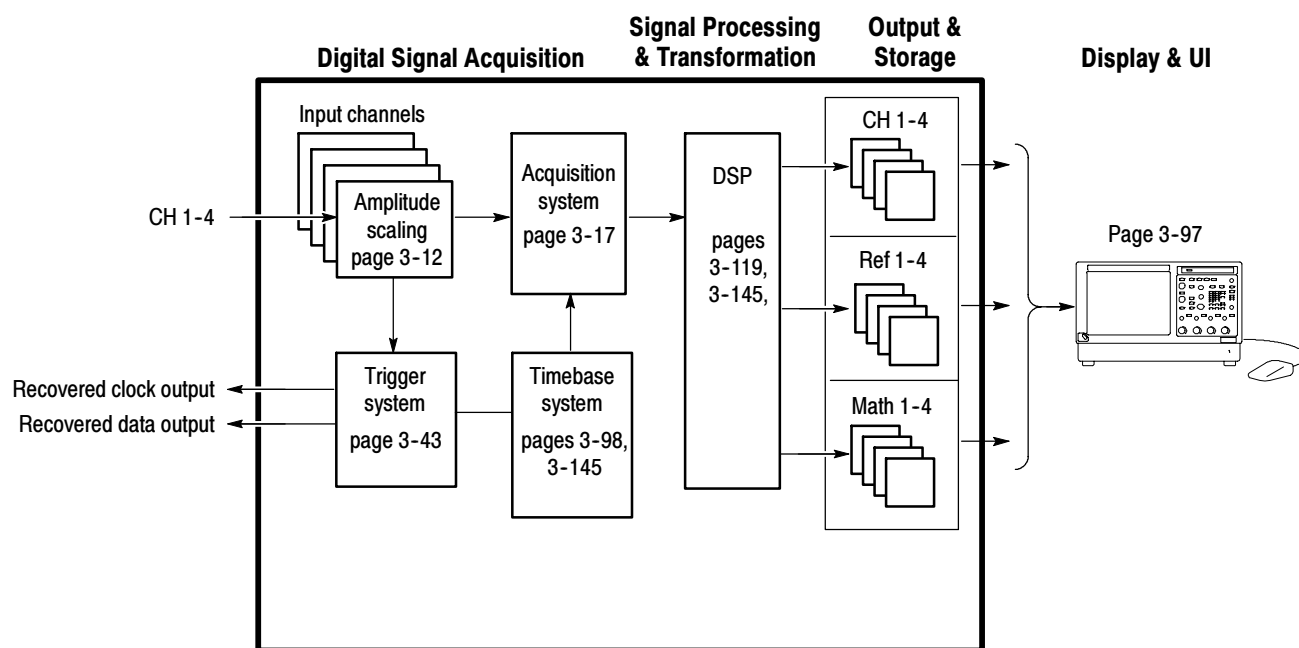 Digital Signal Acquisition
Signal Processing
& Transformation
Output &
Storage
Display & UI
Input channels
CH 1-4
Amplitude
scaling
page 3-12
Acquisition
system
page 3-17
DSP
pages
3-119,
3-145,
CH 1-4
Ref 1-4
Math 1-4
Page 3-97
Recovered clock output
Recovered data output
Trigger
system
page 3-43
Timebase
system
pages 3-98,
3-145